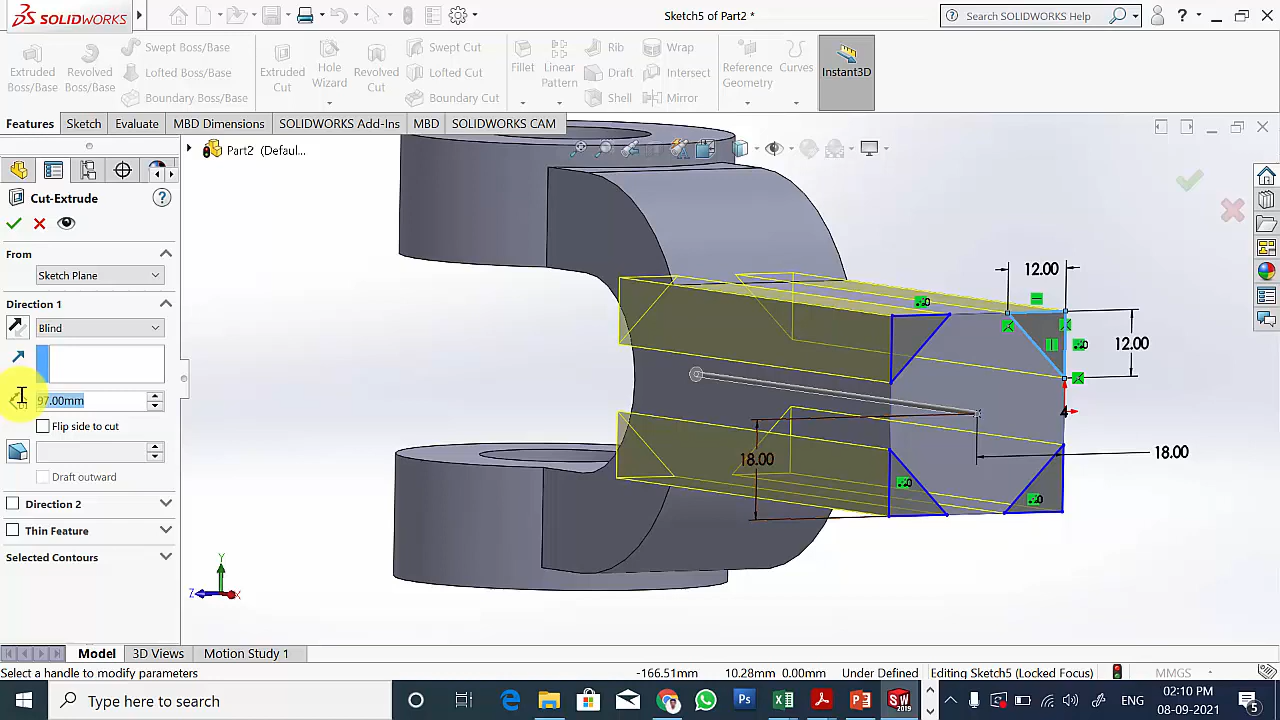 SOLIDWORKS
Sketch5 of Part2 *
Search SOLIDWORKS Help
?
Extruded Boss/Base
Revolved Boss/Base
Swept Boss/Base
Lofted Boss/Base
Boundary Boss/Base
Extruded Cut
Hole Wizard
Revolved Cut
Swept Cut
Lofted Cut
Boundary Cut
Fillet
Linear Pattern
Rib
Draft
Shell
Wrap
Intersect
Mirror
Reference Geometry
Curves
Instant3D
Features
Sketch
Evaluate
MBD Dimensions
SOLIDWORKS Add-Ins
MBD
SOLIDWORKS CAM
Part2 (Defaul...
Cut-Extrude
?
From
Sketch Plane
Direction 1
Blind
97.00mm
Flip side to cut
Draft outward
Direction 2
Thin Feature
Selected Contours
12.00
12.00
18.00
18.00
Y
Z
X
Model
3D Views
Motion Study 1
Select a handle to modify parameters
-166.51mm
10.28mm 0.00mm
Under Defined
Editing Sketch5 (Locked Focus)
MMGS
Type here to search
ENG
02:10 PM
08-09-2021
5